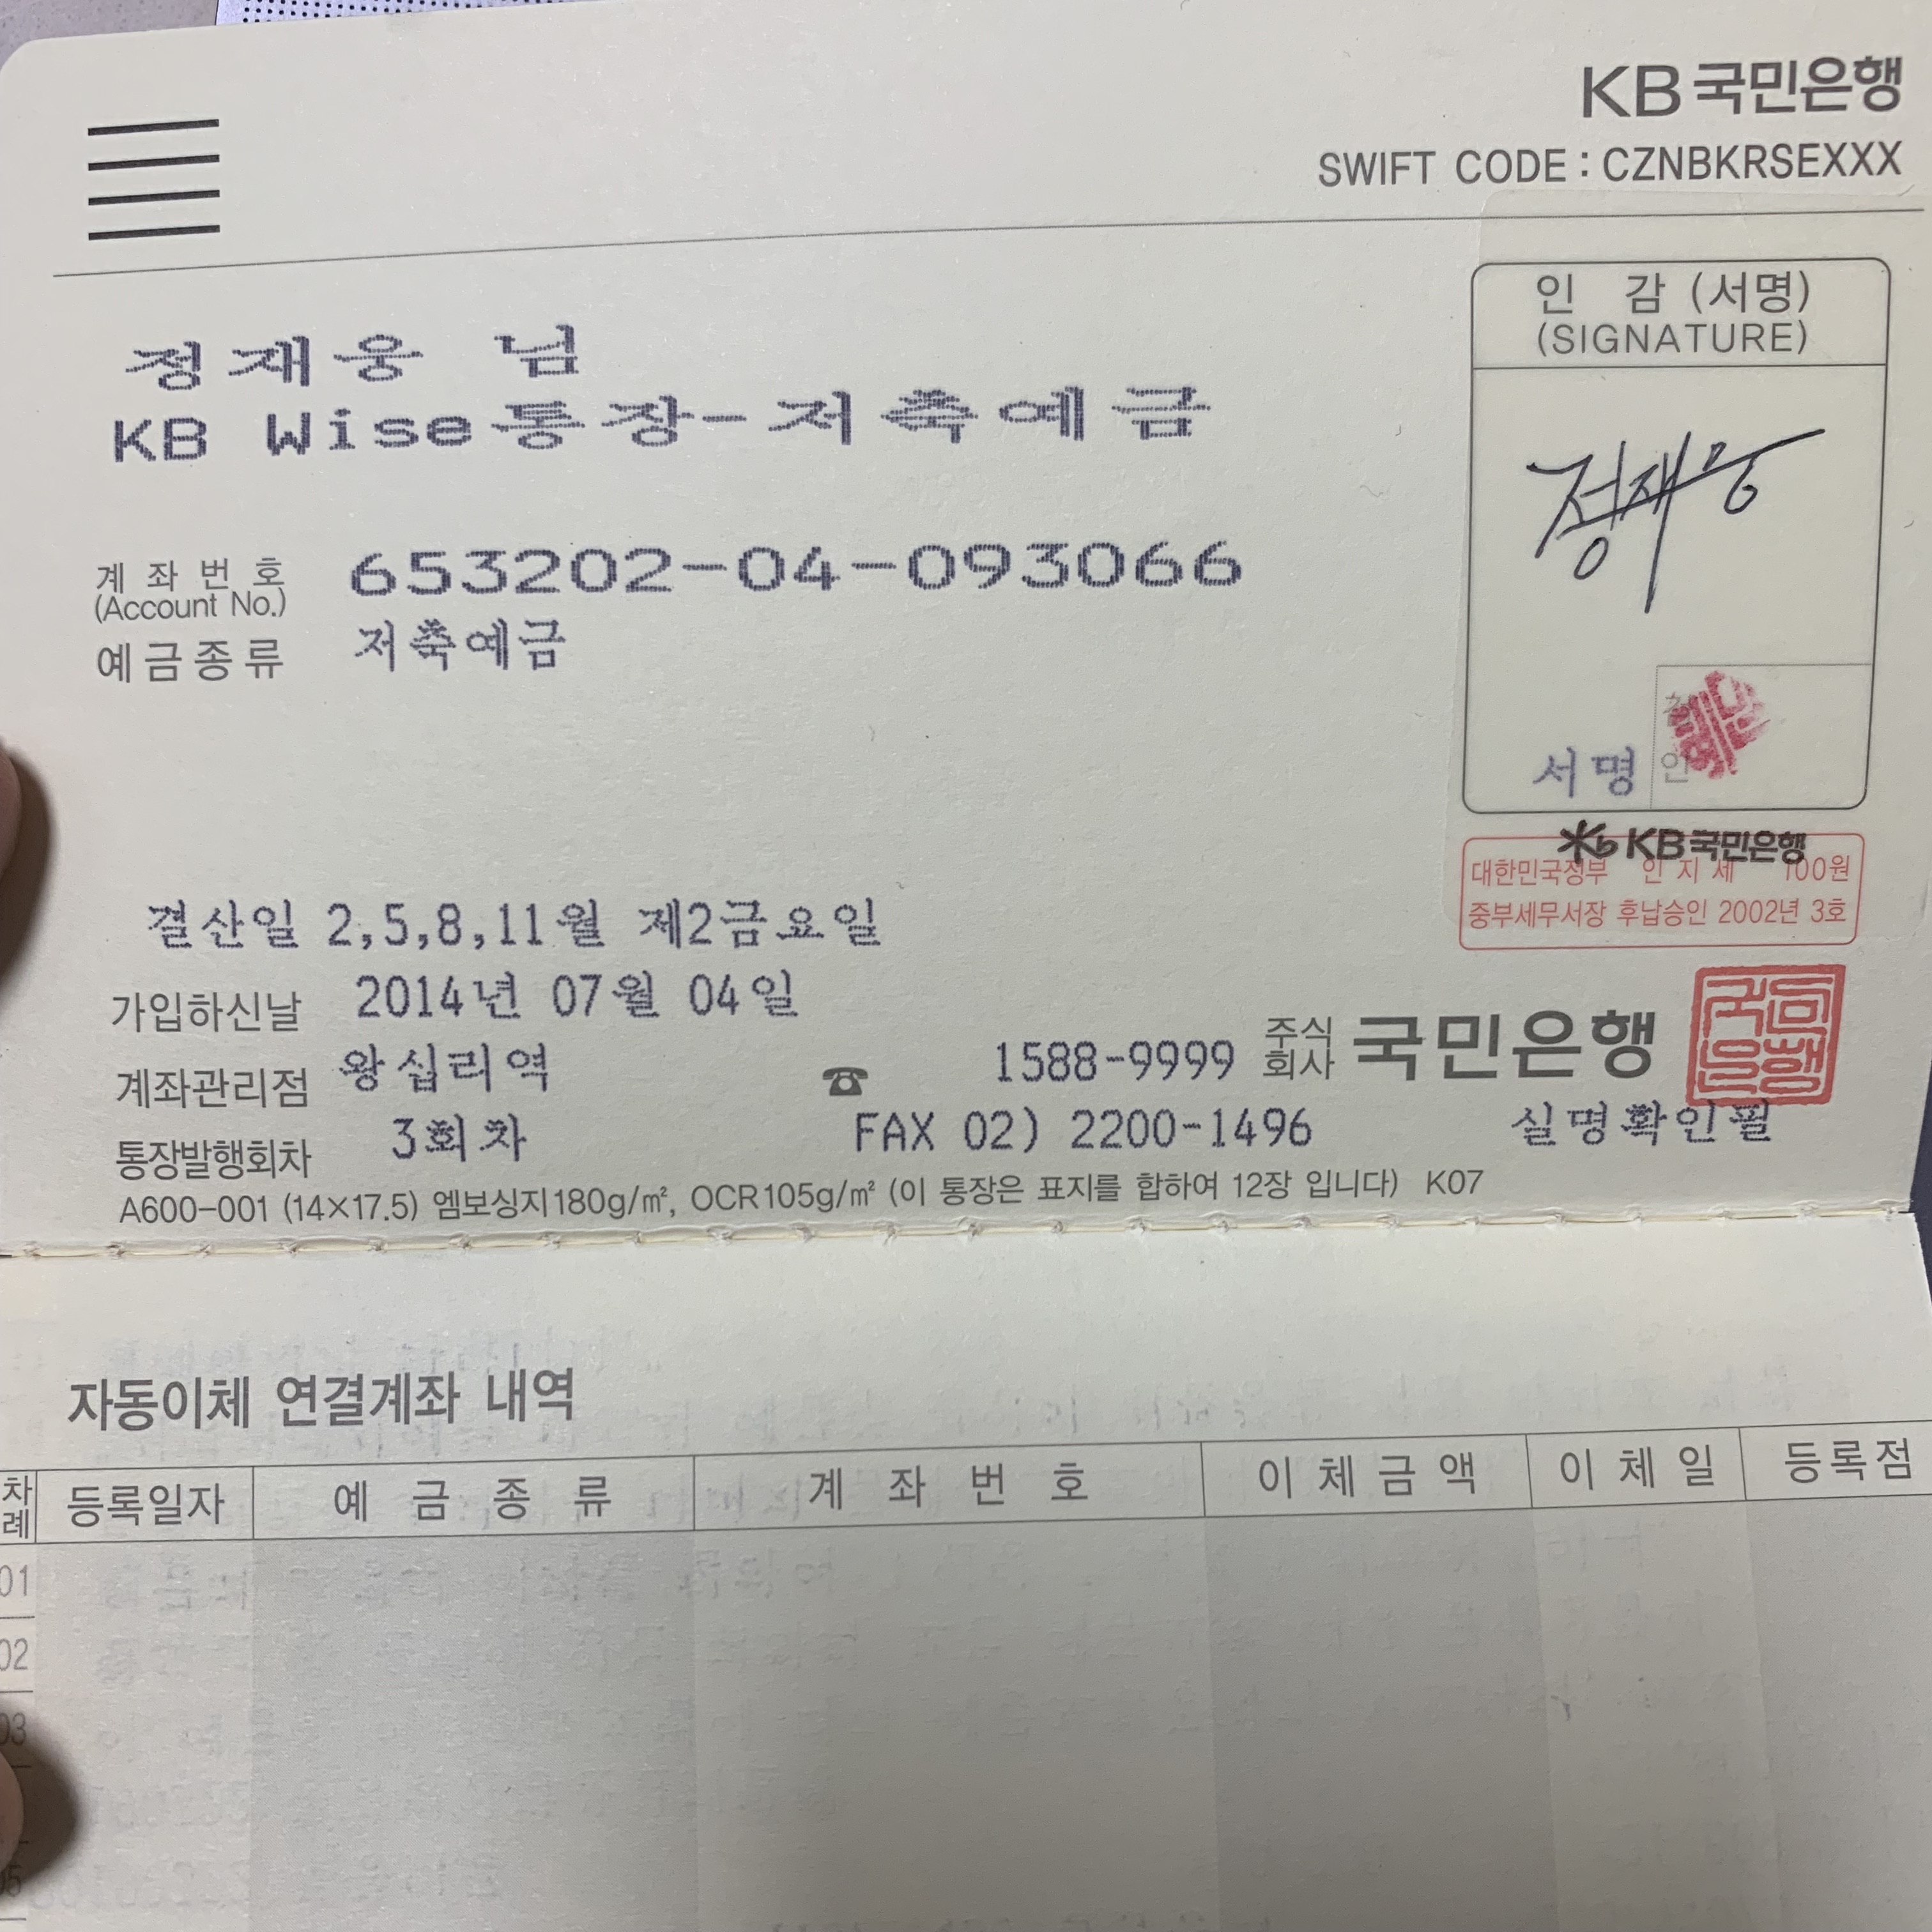 KB국민은행
SWIFT CODE : CZNBKRSEXXX
인 감 (서명)
(SIGNATURE)
정재웅 님
KB Wise통장-저축예금
정재웅
계좌번호 653202-04-093066
(Account No.)
예금종류 저축예금
서명 인
KB국민은행
대한민국정부 인지세 100원
중부세무서장 후납승인 2002년 3호
결산일 2,5,8,11월 제2금요일
가입하신날 2014년 07월 04일
계좌관리점 왕십리역 ☎ 1588-9999 주식회사 국민은행
국민은행
통장발행회차 3회차 FAX 02) 2200-1496 실명확인필
A600-001 (14×17.5) 엠보싱지180g/㎡, OCR105g/㎡ (이 통장은 표지를 합하여 12장 입니다) K07
자동이체 연결계좌 내역
차례 등록일자 예금종류 계좌번호 이체금액 이체일 등록점
01
02
03
05